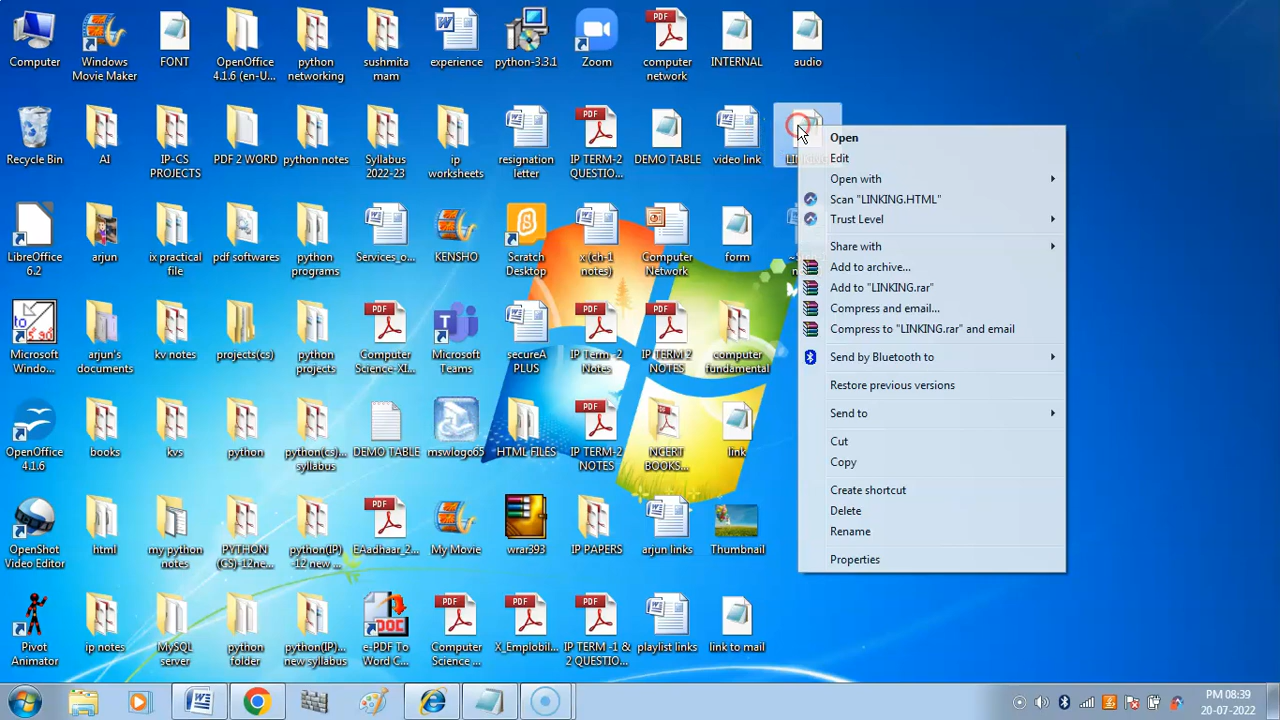 Computer
Windows
Movie Maker
FONT
OpenOffice
4.1.6 (en-U...
python
networking
sushmita
mam
experience
python-3.3.1
Zoom
computer
network
INTERNAL
audio
Recycle Bin
AI
IP-CS
PROJECTS
PDF 2 WORD
python notes
Syllabus
2022-23
ip
worksheets
resignation
letter
IP TERM-2
QUESTIO...
DEMO TABLE
video link
LibreOffice
6.2
arjun
ix practical
file
pdf softwares
python
programs
Services_o...
KENSHO
Scratch
Desktop
x (ch-1
notes)
Computer
Network
form
Microsoft
Windo...
arjun's
documents
kv notes
projects(cs)
python
projects
Computer
Science-XI...
Microsoft
Teams
secureA
PLUS
IP Term -2
Notes
IP TERM 2
NOTES
computer
fundamental
OpenOffice
4.1.6
books
kvs
python
python(cs)...
syllabus
DEMO TABLE
mswlogo65
HTML FILES
IP TERM-2
NOTES
NCERT
BOOKS...
link
OpenShot
Video Editor
html
my python
notes
PYTHON
(CS)-12ne...
python(IP)
-12 new ...
EAadhaar_2...
My Movie
wrar393
IP PAPERS
arjun links
Thumbnail
Pivot
Animator
ip notes
MySQL
server
python
folder
python(IP)...
new syllabus
e-PDF To
Word C...
Computer
Science ...
X_Emplobil...
IP TERM -1 &
2 QUESTIO...
playlist links
link to mail
Open
Edit
Open with
Scan "LINKING.HTML"
Trust Level
Share with
Add to archive...
Add to "LINKING.rar"
Compress and email...
Compress to "LINKING.rar" and email
Send by Bluetooth to
Restore previous versions
Send to
Cut
Copy
Create shortcut
Delete
Rename
Properties
PM 08:39
20-07-2022